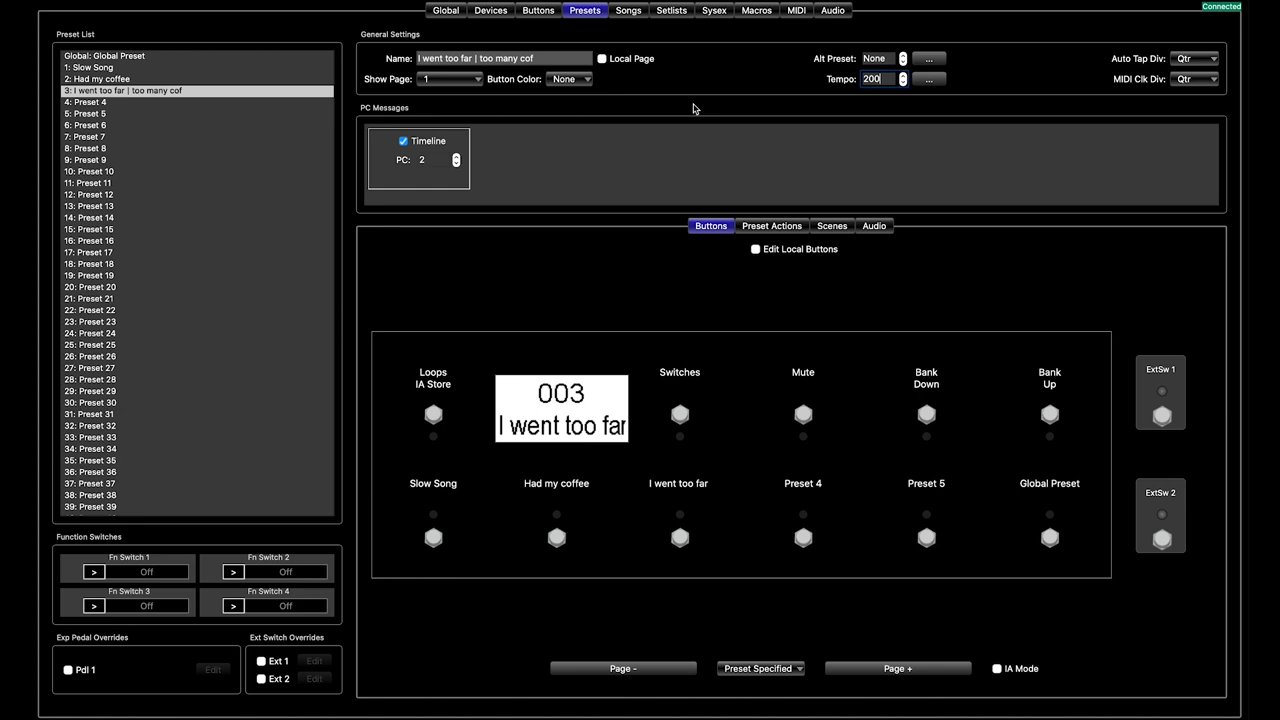 Global Devices Buttons Presets Songs Setlists Sysex Macros MIDI Audio
Connected
Preset List
Global: Global Preset
1: Slow Song
2: Had my coffee
3: I went too far | too many cof
4: Preset 4
5: Preset 5
6: Preset 6
7: Preset 7
8: Preset 8
9: Preset 9
10: Preset 10
11: Preset 11
12: Preset 12
13: Preset 13
14: Preset 14
15: Preset 15
16: Preset 16
17: Preset 17
18: Preset 18
19: Preset 19
20: Preset 20
21: Preset 21
22: Preset 22
23: Preset 23
24: Preset 24
25: Preset 25
26: Preset 26
27: Preset 27
28: Preset 28
29: Preset 29
30: Preset 30
31: Preset 31
32: Preset 32
33: Preset 33
34: Preset 34
35: Preset 35
36: Preset 36
37: Preset 37
38: Preset 38
39: Preset 39
Function Switches
Fn Switch 1 Fn Switch 2
> Off > Off
Fn Switch 3 Fn Switch 4
> Off > Off
Exp Pedal Overrides
Pdl 1 Edit
Ext Switch Overrides
Ext 1 Edit
Ext 2 Edit
General Settings
Name: I went too far | too many cof Local Page Alt Preset: None ... Auto Tap Div: Qtr
Show Page: 1 Button Color: None Tempo: 200 ... MIDI Clk Div: Qtr
PC Messages
Timeline
PC: 2
Buttons Preset Actions Scenes Audio
Edit Local Buttons
Loops
IA Store
003
I went too far
Switches
Mute
Bank
Down
Bank
Up
ExtSw 1
Slow Song Had my coffee I went too far Preset 4 Preset 5 Global Preset
ExtSw 2
Page - Preset Specified Page + IA Mode